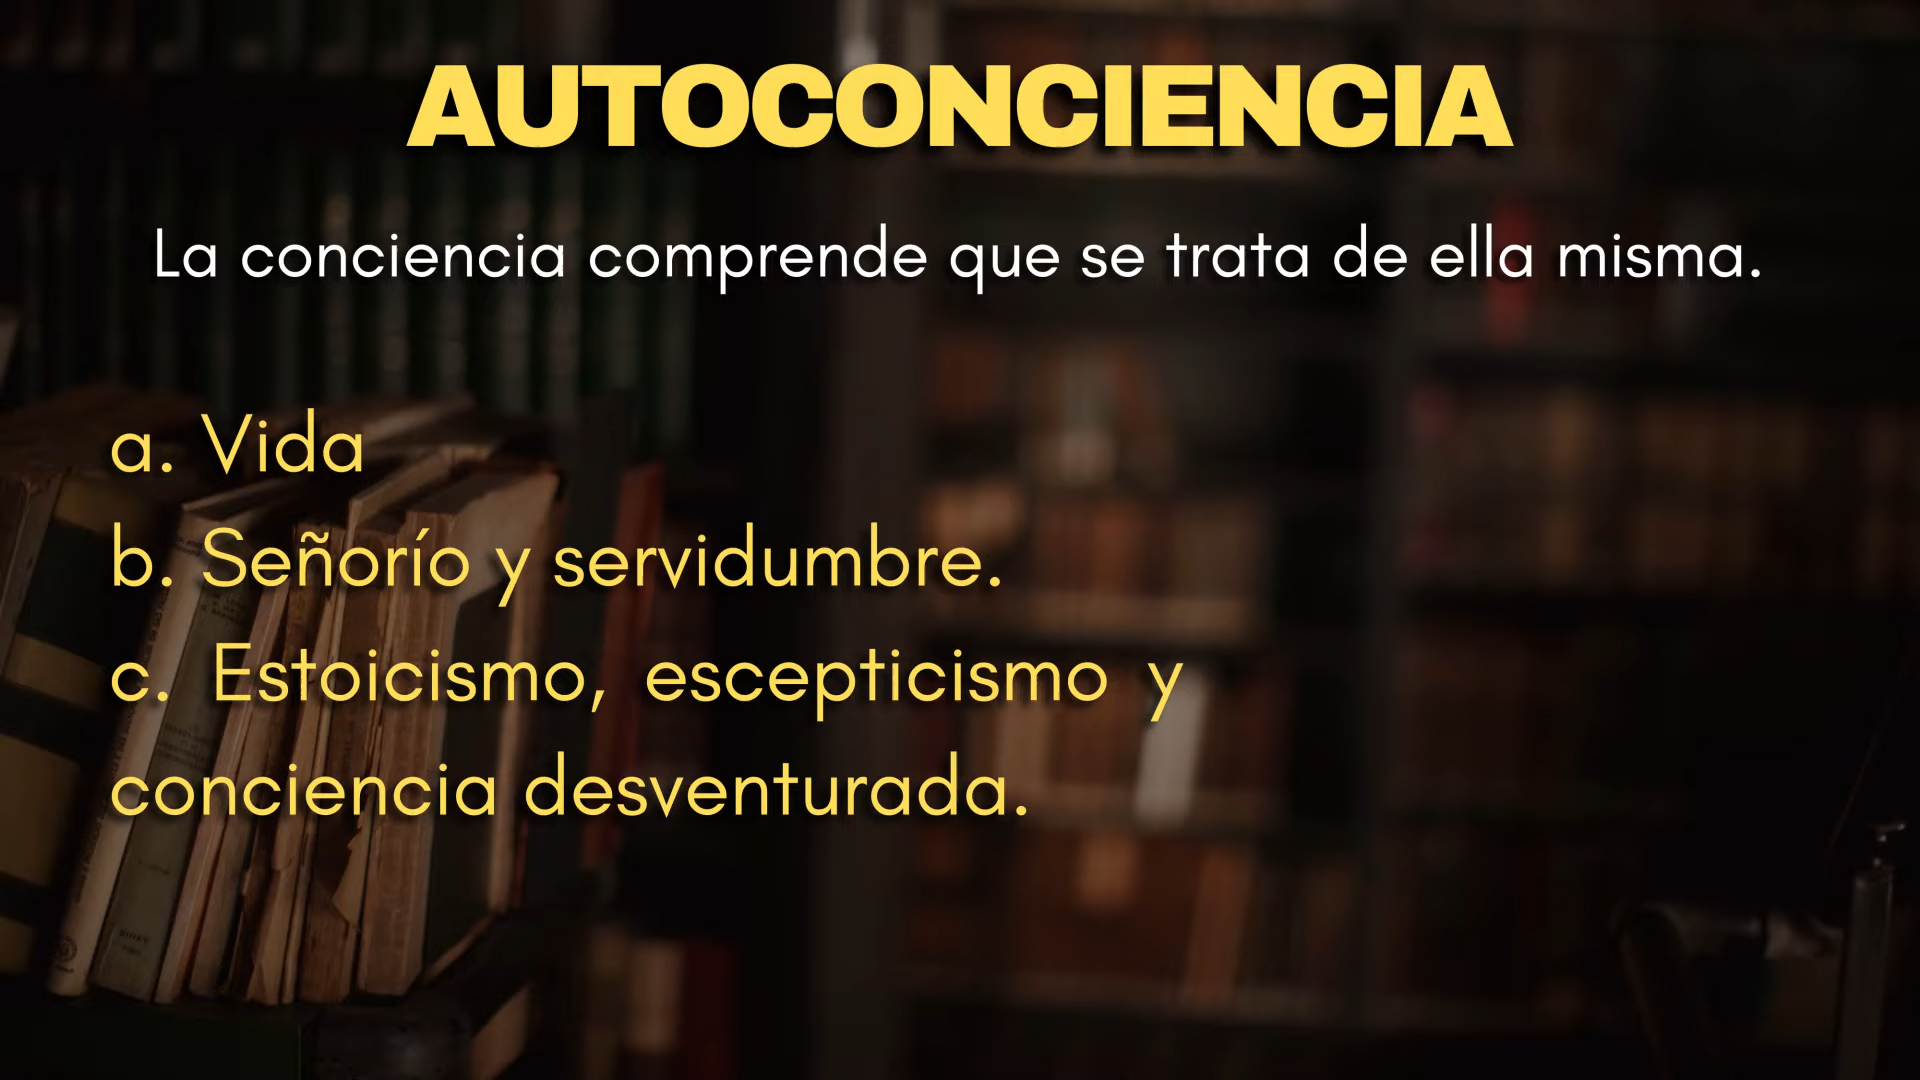 AUTOCONCIENCIA
La conciencia comprende que se trata de ella misma.
a. Vida
b. Señorío y servidumbre.
c. Estoicismo, escepticismo y
conciencia desventurada.